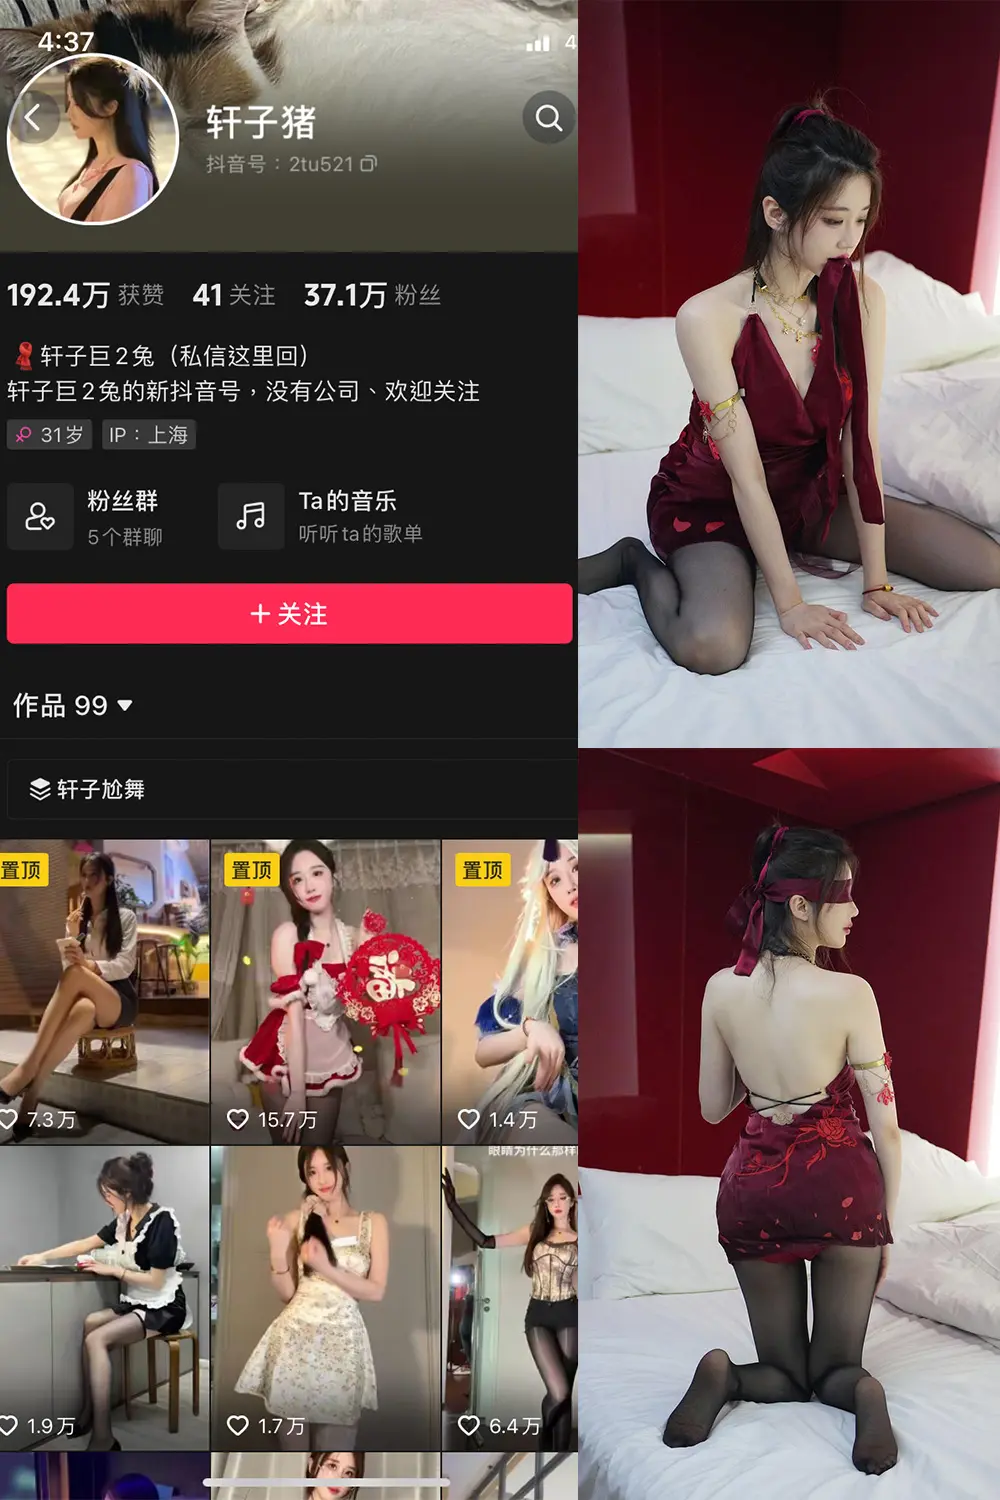 4:37
4
轩子猪
抖音号：2tu521
192.4万 获赞 41 关注 37.1万 粉丝
轩子巨2兔（私信这里回）
轩子巨2兔的新抖音号，没有公司、欢迎关注
31岁 IP：上海
粉丝群
5个群聊
Ta的音乐
听听ta的歌单
+ 关注
作品 99
轩子尬舞
置顶 置顶 置顶
7.3万 15.7万 1.4万
眼睛为什么那样
1.9万 1.7万 6.4万